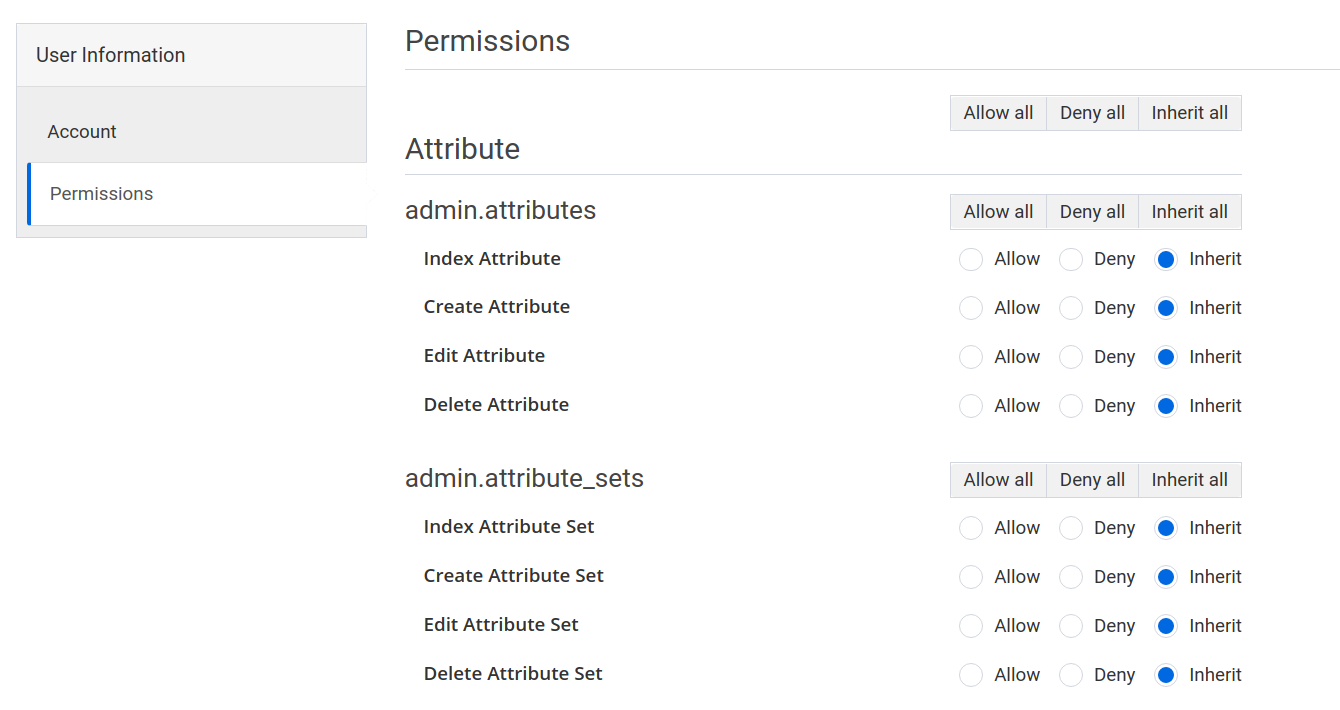 User Information
Account
Permissions
Permissions
Allow all Deny all Inherit all
Attribute
admin.attributes Allow all Deny all Inherit all
Index Attribute Allow Deny Inherit
Create Attribute Allow Deny Inherit
Edit Attribute Allow Deny Inherit
Delete Attribute Allow Deny Inherit
admin.attribute_sets Allow all Deny all Inherit all
Index Attribute Set Allow Deny Inherit
Create Attribute Set Allow Deny Inherit
Edit Attribute Set Allow Deny Inherit
Delete Attribute Set Allow Deny Inherit